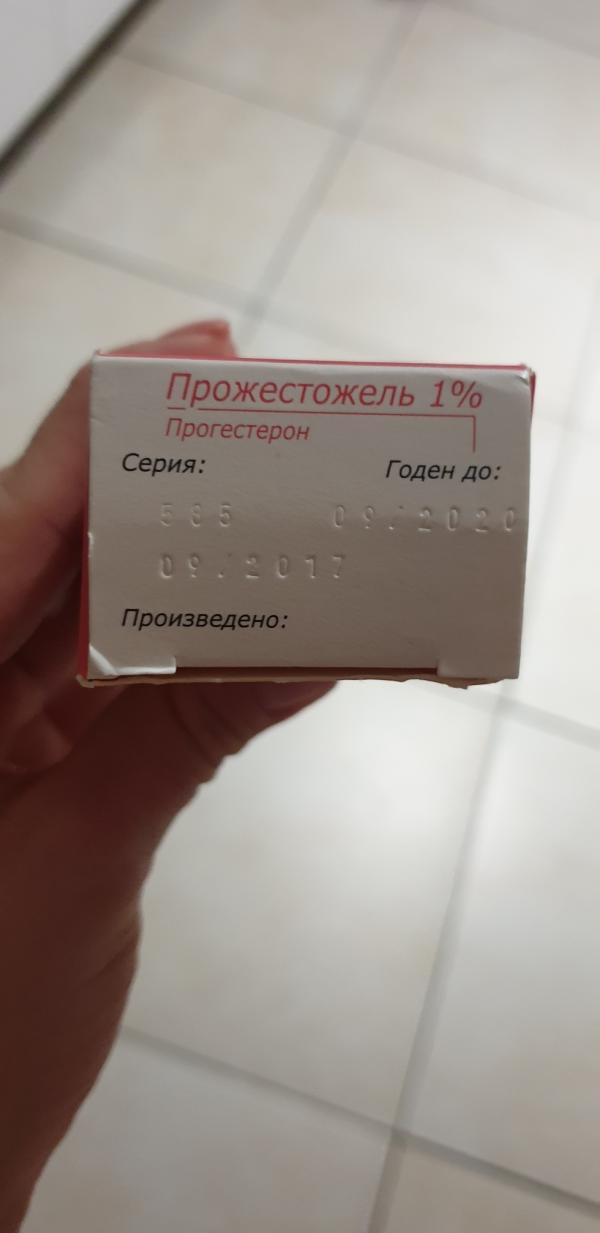 Прожестожель 1%
Прогестерон
Серия: Годен до:
585 09/2020
09/2017
Произведено: